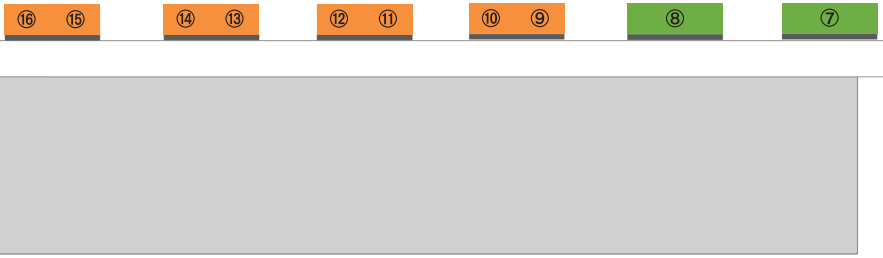 ⑯ ⑮ ⑭ ⑬ ⑫ ⑪ ⑩ ⑨ ⑧ ⑦